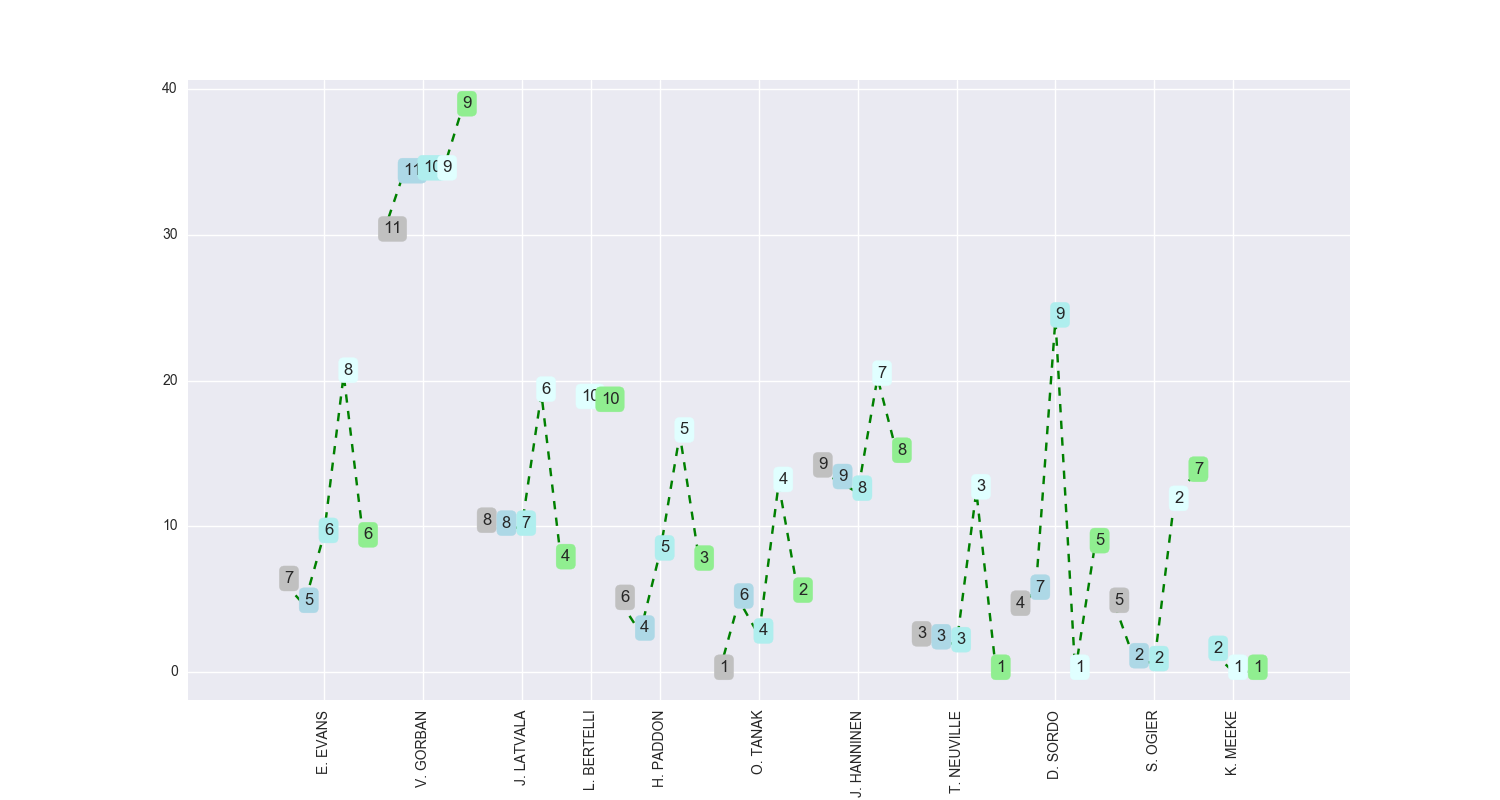 40
30
20
10
0
7 5 6 8 6
11 11 10 9 9
8 8 7 6 4
10 10
6 4 5 5 3
1 6 4 4 2
9 9 8 7 8
3 3 3 3 1
4 7 9 1 5
5 2 2 2 7
2 1 1
E. EVANS
V. GORBAN
J. LATVALA
L. BERTELLI
H. PADDON
O. TANAK
J. HANNINEN
T. NEUVILLE
D. SORDO
S. OGIER
K. MEEKE